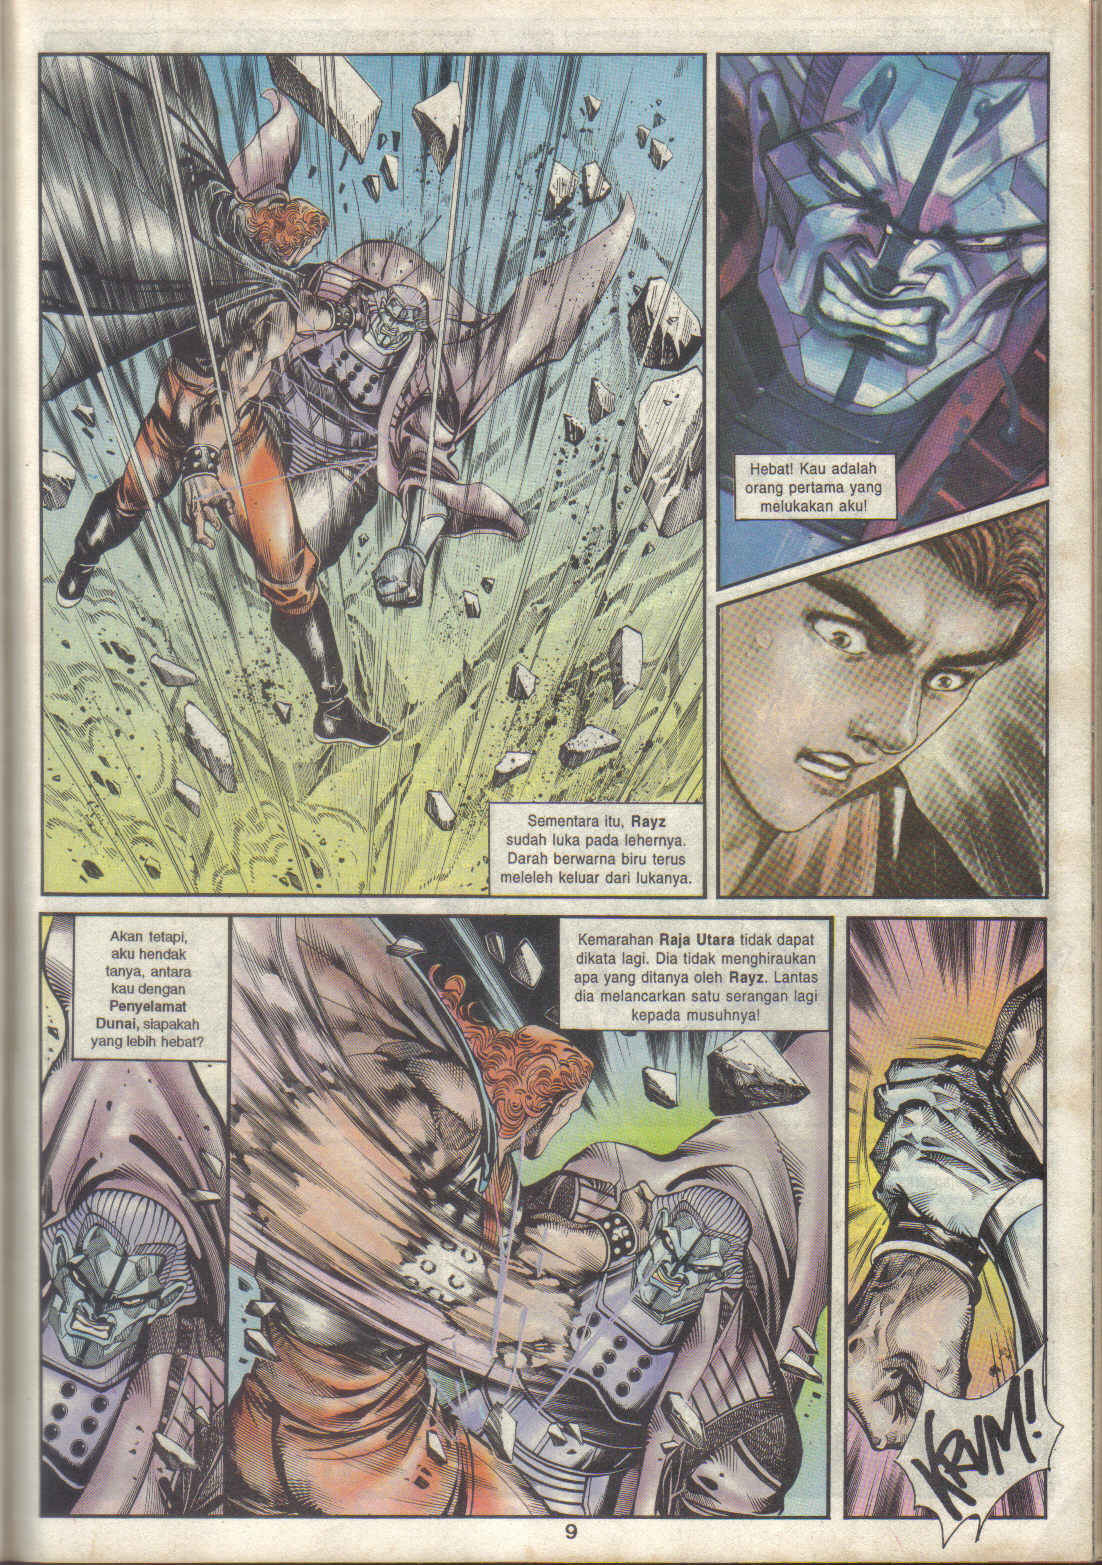 Sementara itu, Rayz
sudah luka pada lehernya.
Darah berwarna biru terus
meleleh keluar dari lukanya.
Hebat! Kau adalah
orang pertama yang
melukakan aku!
Akan tetapi,
aku hendak
tanya, antara
kau dengan
Penyelamat
Dunai, siapakah
yang lebih hebat?
Kemarahan Raja Utara tidak dapat
dikata lagi. Dia tidak menghiraukan
apa yang ditanya oleh Rayz. Lantas
dia melancarkan satu serangan lagi
kepada musuhnya!
KRUM!
9